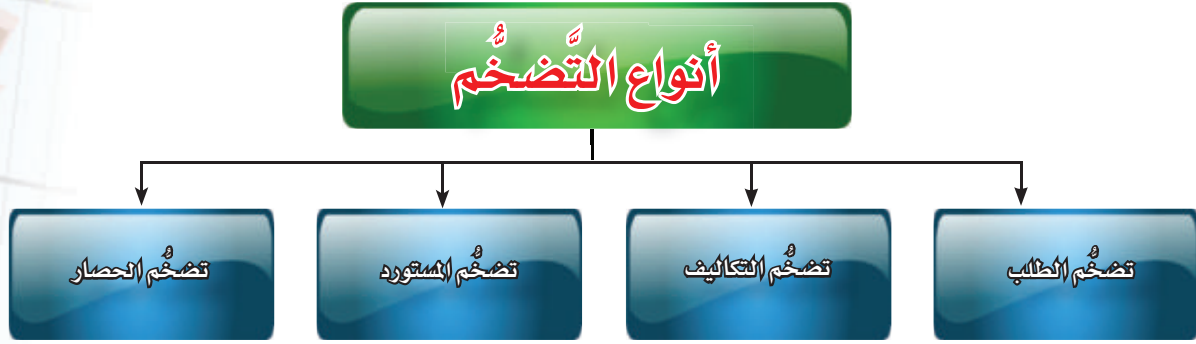 أنواع التَّضخُّم
تضخُّم الطلب
تضخُّم التكاليف
تضخُّم المستورد
تضخُّم الحصار